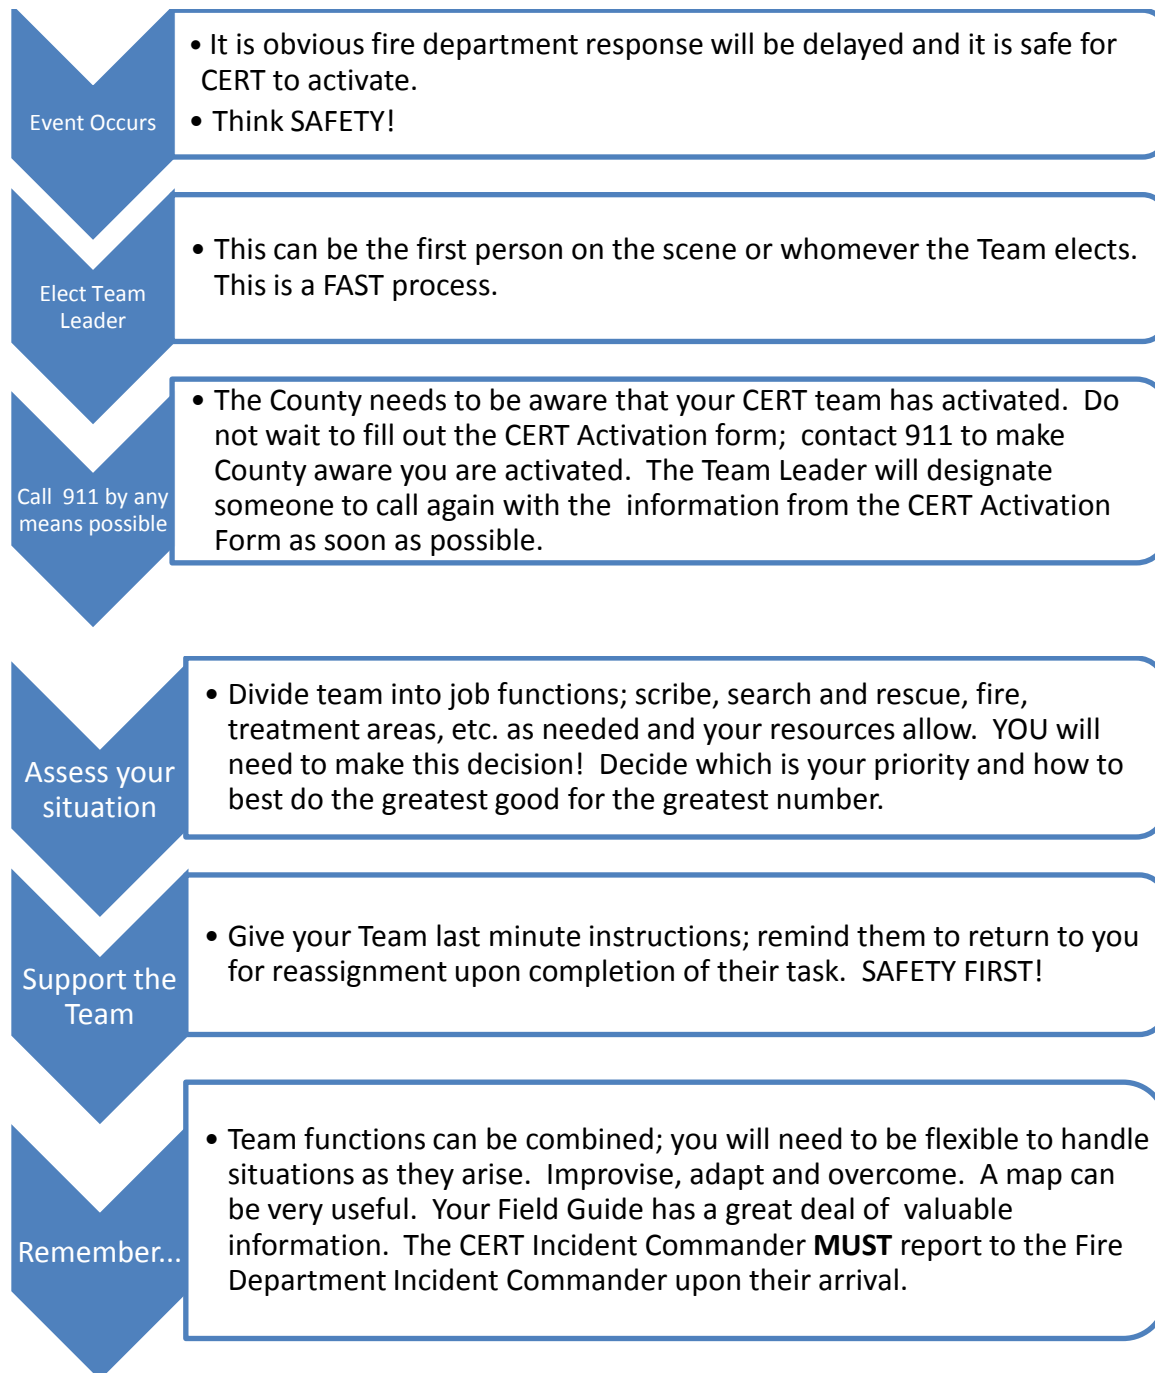 Event Occurs
• It is obvious fire department response will be delayed and it is safe for
CERT to activate.
• Think SAFETY!
Elect Team
Leader
• This can be the first person on the scene or whomever the Team elects.
This is a FAST process.
Call 911 by any
means possible
• The County needs to be aware that your CERT team has activated. Do
not wait to fill out the CERT Activation form; contact 911 to make
County aware you are activated. The Team Leader will designate
someone to call again with the information from the CERT Activation
Form as soon as possible.
Assess your
situation
• Divide team into job functions; scribe, search and rescue, fire,
treatment areas, etc. as needed and your resources allow. YOU will
need to make this decision! Decide which is your priority and how to
best do the greatest good for the greatest number.
Support the
Team
• Give your Team last minute instructions; remind them to return to you
for reassignment upon completion of their task. SAFETY FIRST!
Remember...
• Team functions can be combined; you will need to be flexible to handle
situations as they arise. Improvise, adapt and overcome. A map can
be very useful. Your Field Guide has a great deal of valuable
information. The CERT Incident Commander MUST report to the Fire
Department Incident Commander upon their arrival.